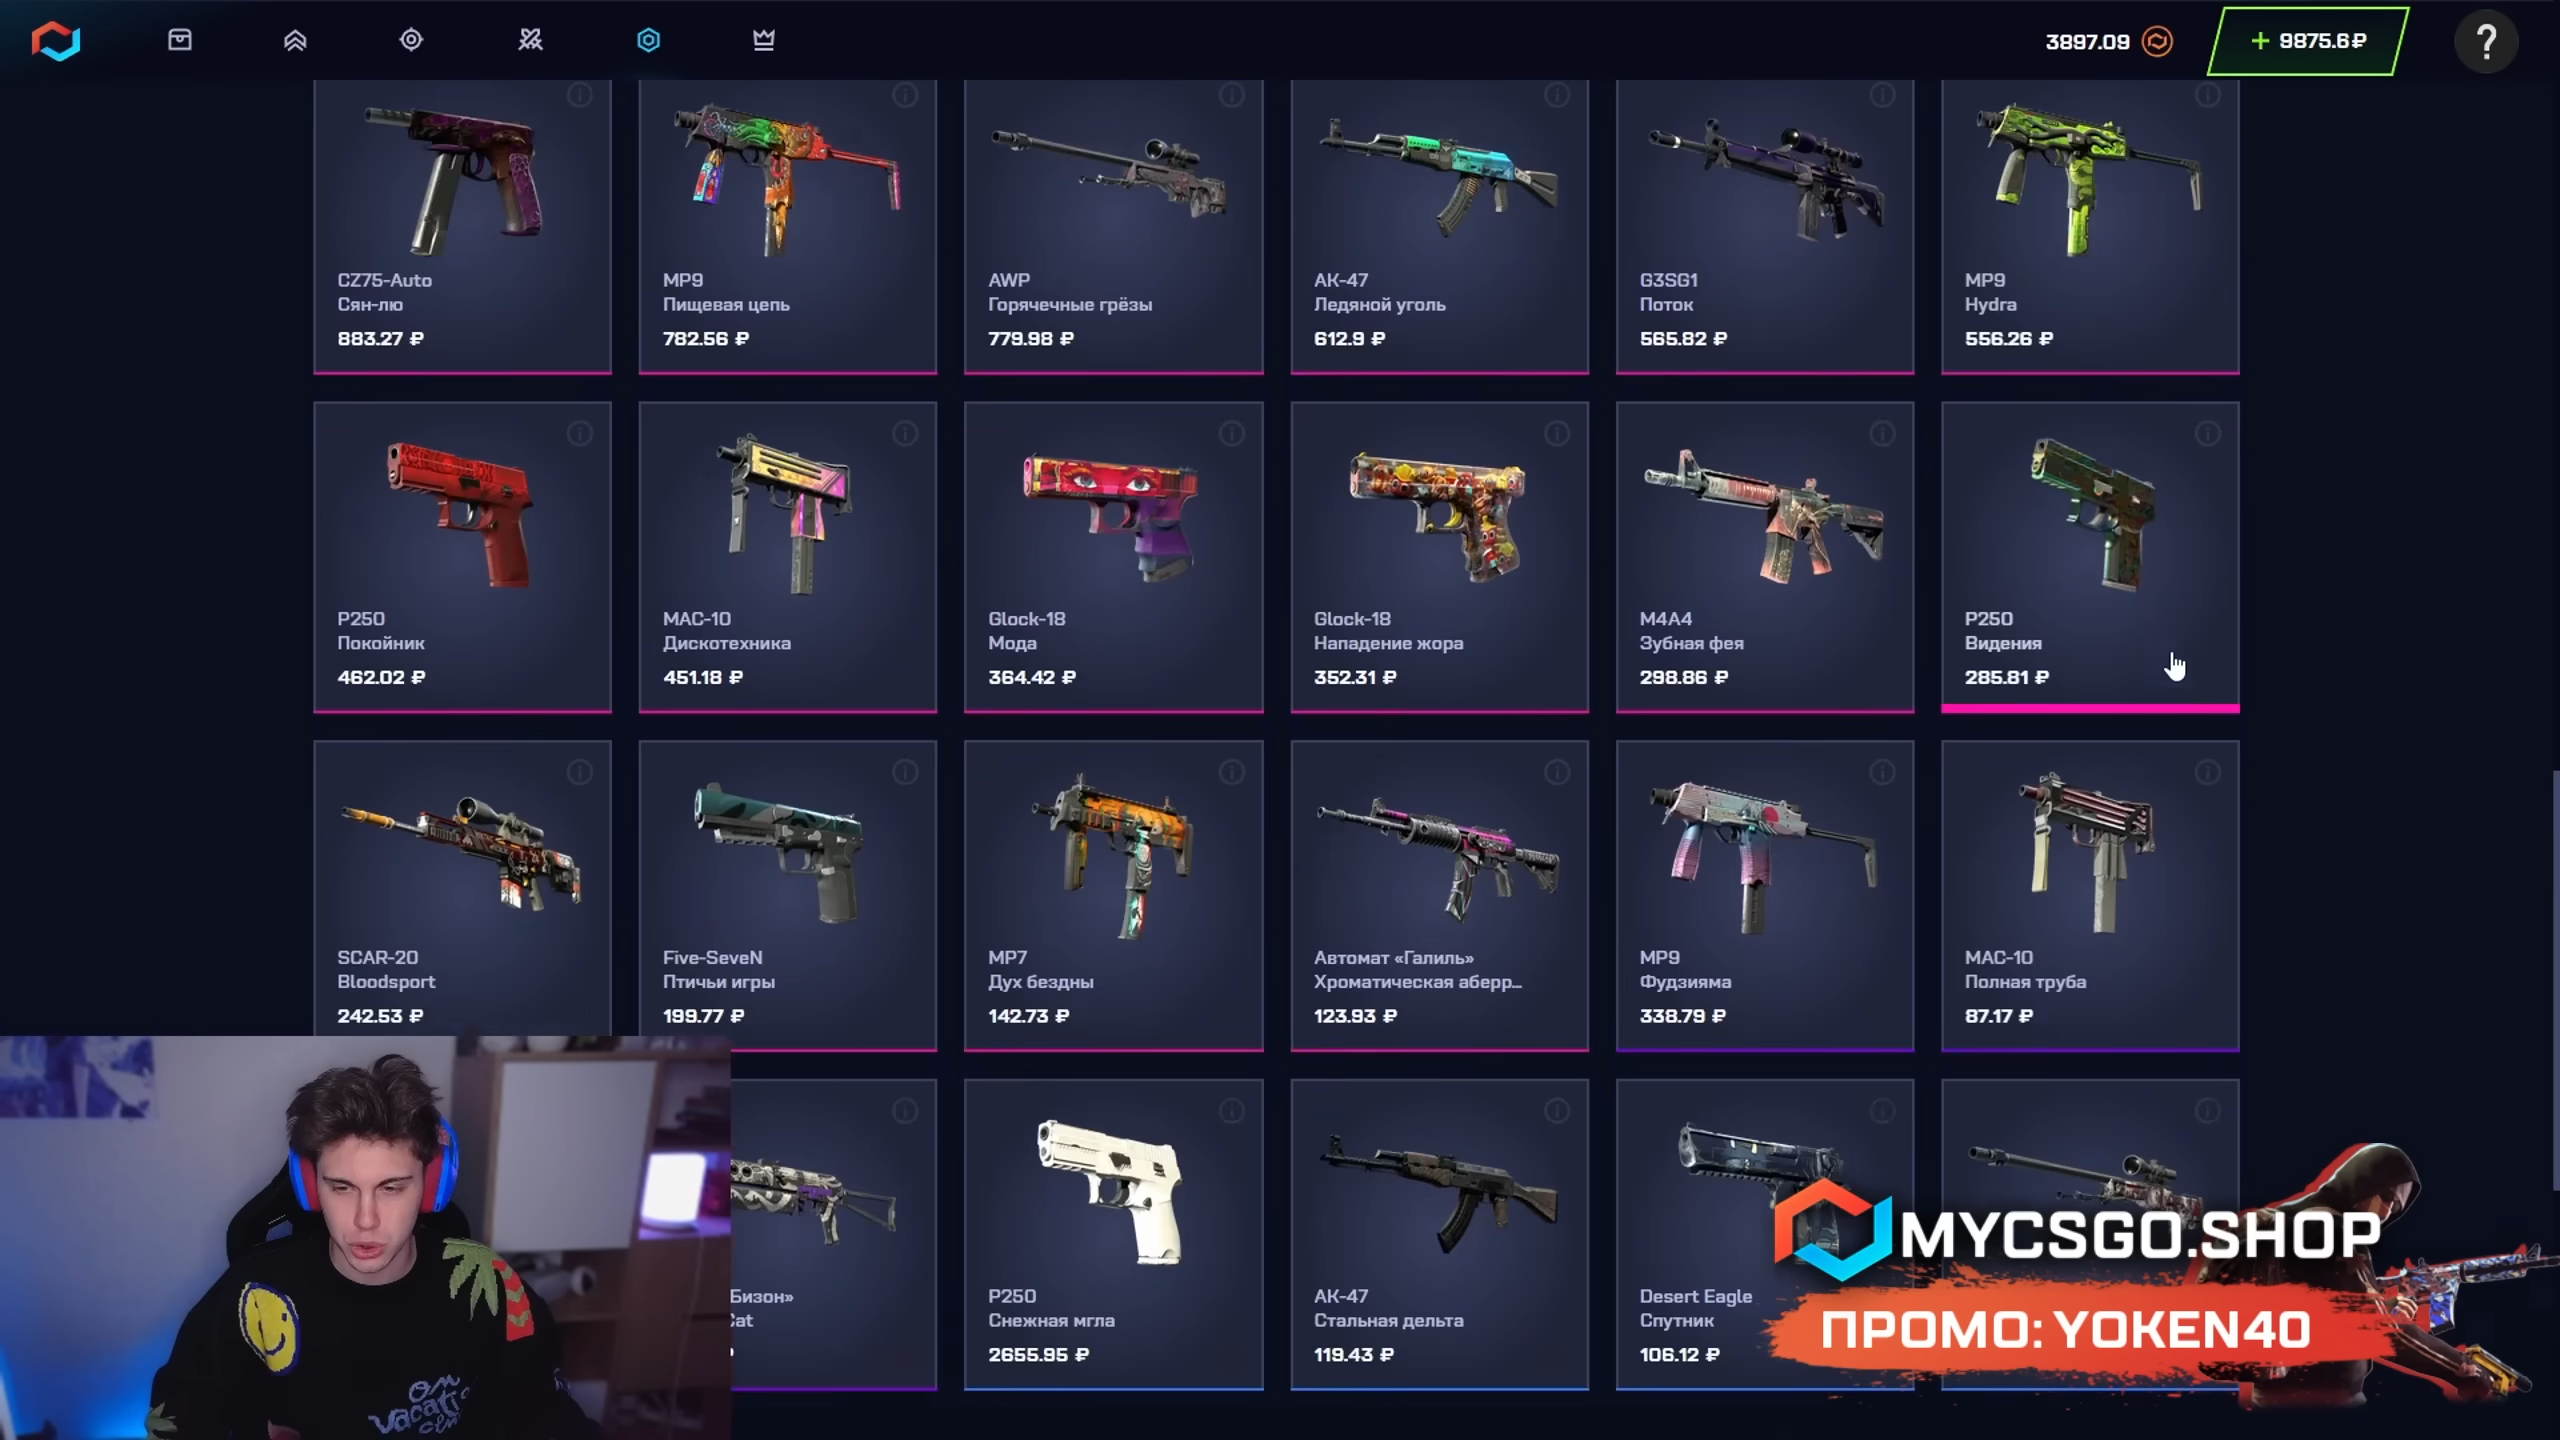 3897.09
+ 9875.6 ₽
?
CZ75-Auto
Сян-лю
883.27 ₽
MP9
Пищевая цепь
782.56 ₽
AWP
Горячечные грёзы
779.98 ₽
AK-47
Ледяной уголь
612.9 ₽
G3SG1
Поток
565.82 ₽
MP9
Hydra
556.26 ₽
P250
Покойник
462.02 ₽
MAC-10
Дискотехника
451.18 ₽
Glock-18
Мода
364.42 ₽
Glock-18
Нападение жора
352.31 ₽
M4A4
Зубная фея
298.86 ₽
P250
Видения
285.81 ₽
SCAR-20
Bloodsport
242.53 ₽
Five-SeveN
Птичьи игры
199.77 ₽
MP7
Дух бездны
142.73 ₽
Автомат «Галиль»
Хроматическая аберр...
123.93 ₽
MP9
Фудзияма
338.79 ₽
MAC-10
Полная труба
87.17 ₽
Бизон»
Cat
P250
Снежная мгла
2655.95 ₽
AK-47
Стальная дельта
119.43 ₽
Desert Eagle
Спутник
106.12 ₽
MYCSGO.SHOP
ПРОМО: YOKEN40
on